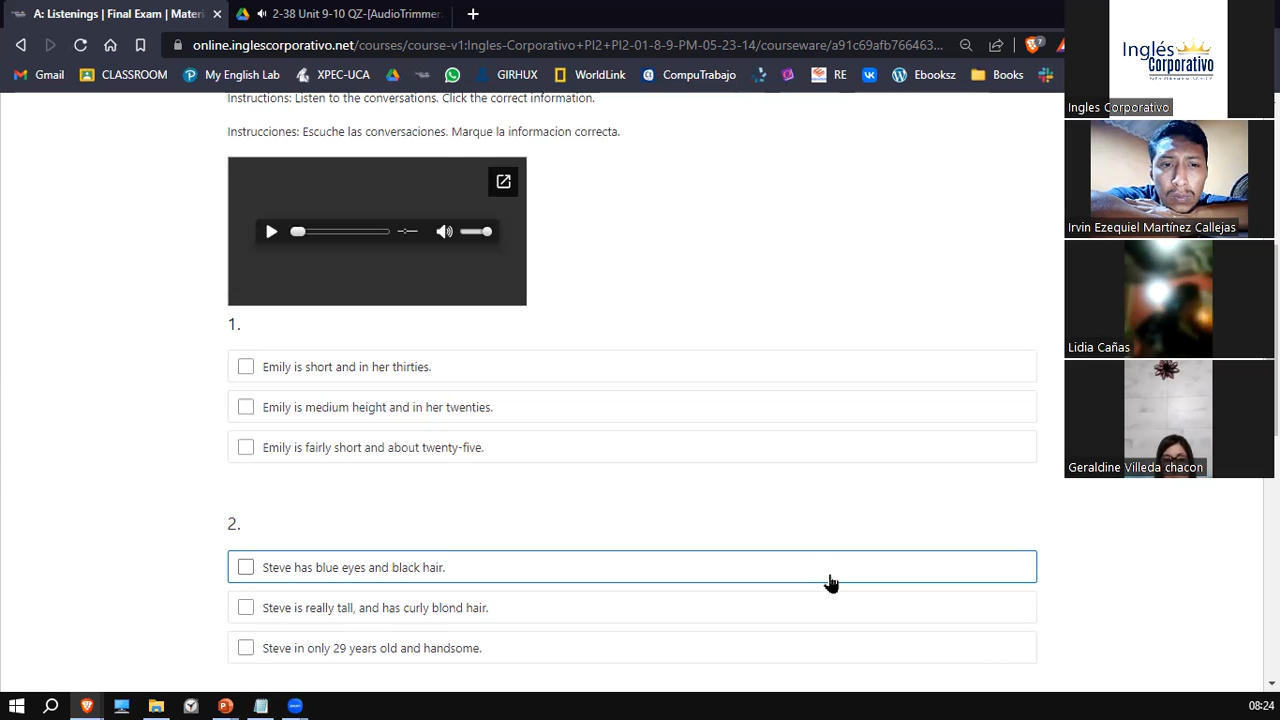 A: Listenings | Final Exam | Materi
2-38 Unit 9-10 QZ-[AudioTrimmer.
online.inglescorporativo.net/courses/course-v1:Ingles-Corporativo+PI2+PI2-01-8-9-PM-05-23-14/courseware/a91c69afb766463...
7
Gmail
CLASSROOM
My English Lab
XPECJUCA
GIRHUX
WorldLink
CompuTrabajo
RE
Ebooksz
Books
Inglés
Corporativo
Ingles Corporativo
Instructions: Listen to the conversations. Click the correct information.
Instrucciones: Escuche las conversaciones. Marque la informacion correcta.
Irvin Ezequiel Martínez Callejas
Lidia Cañas
Geraldine Villeda chacon
1.
Emily is short and in her thirties.
Emily is medium height and in her twenties.
Emily is fairly short and about twenty-five.
2.
Steve has blue eyes and black hair.
Steve is really tall, and has curly blond hair.
Steve in only 29 years old and handsome.
08:24